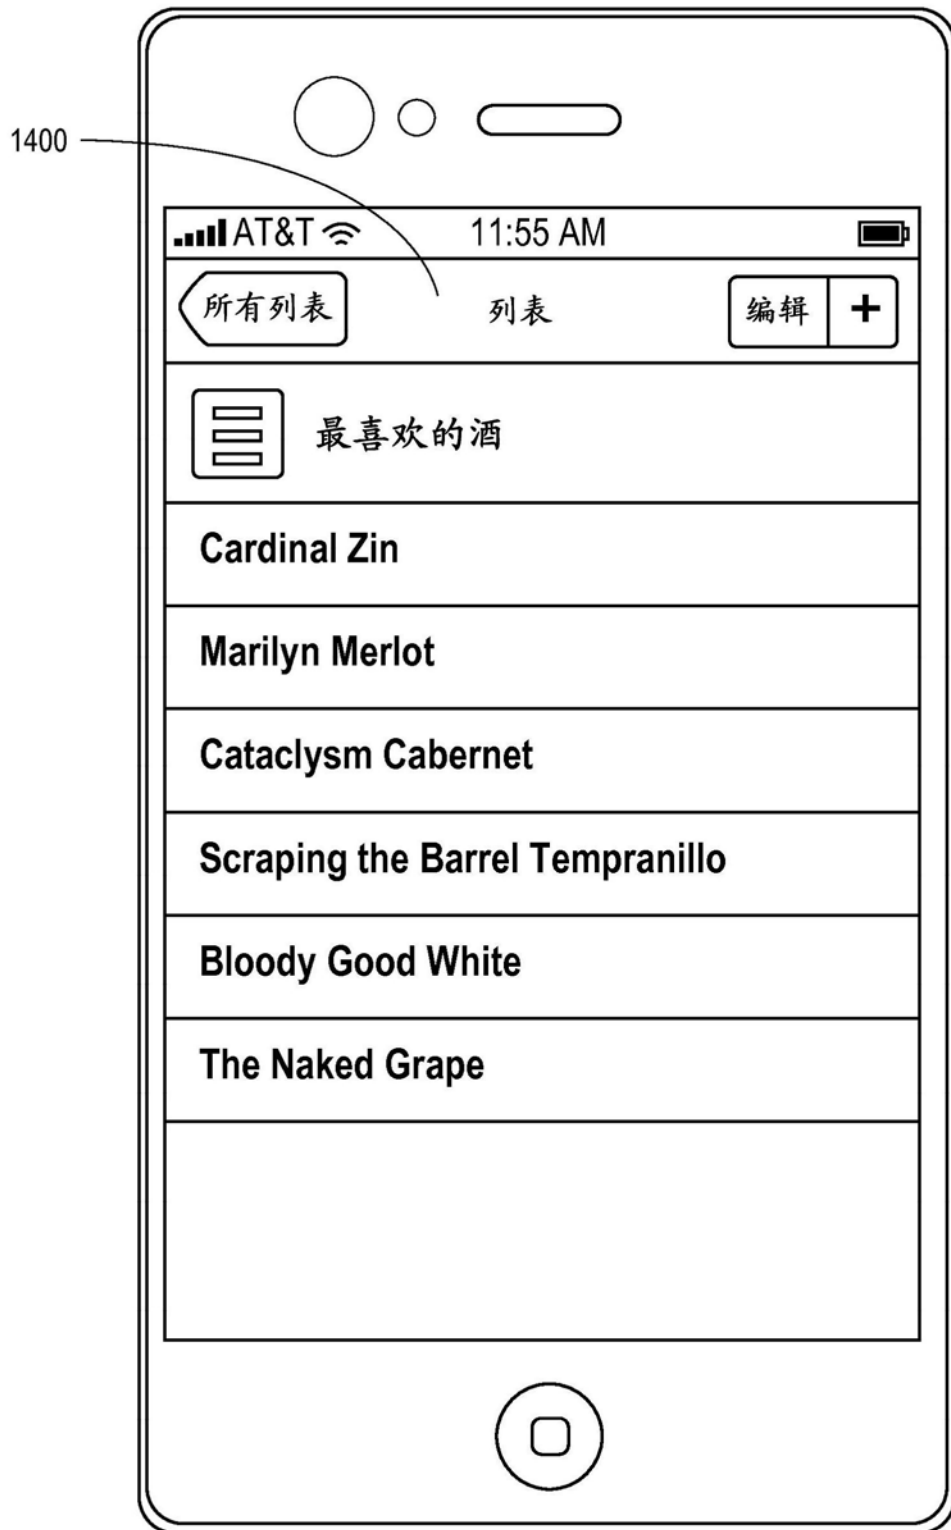 1400
AT&T 11:55 AM
所有列表 列表 编辑 +
最喜欢的酒
Cardinal Zin
Marilyn Merlot
Cataclysm Cabernet
Scraping the Barrel Tempranillo
Bloody Good White
The Naked Grape